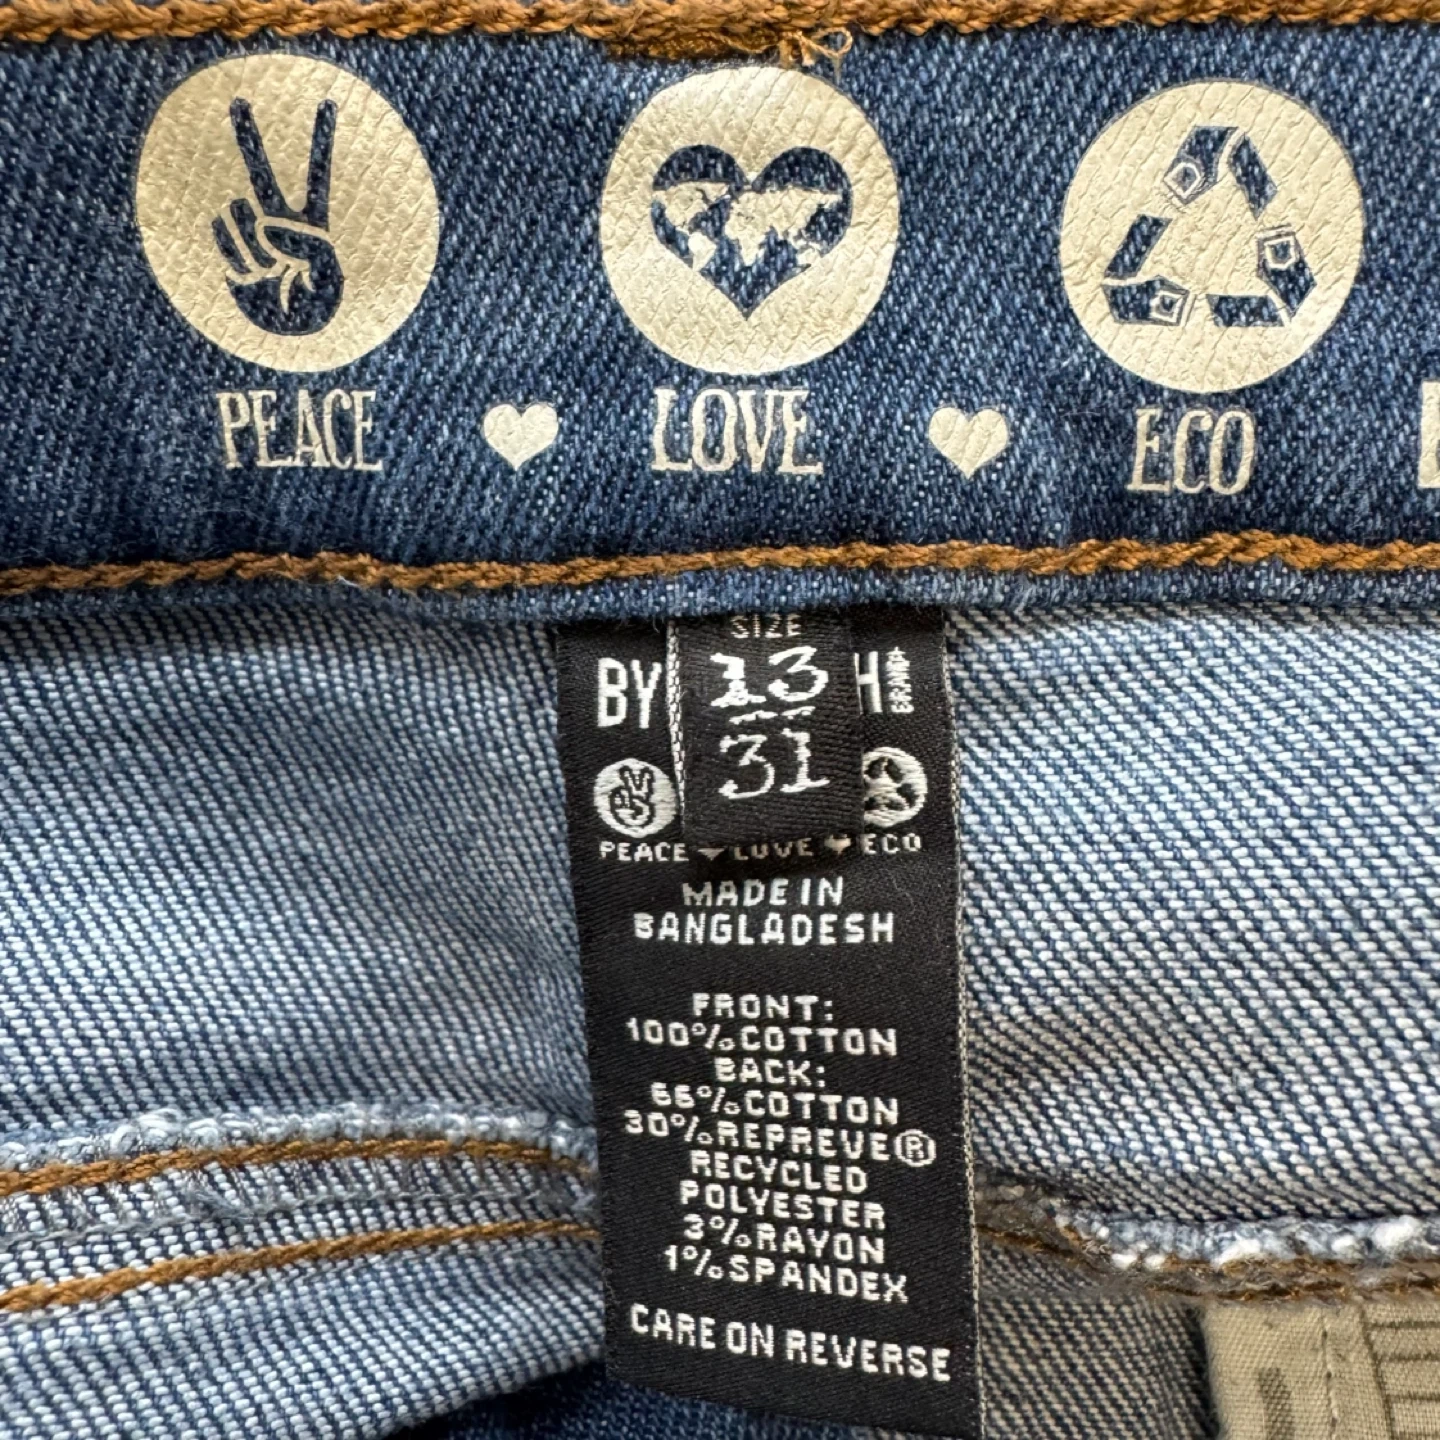 PEACE LOVE ECO
SIZE
13
31
BY
H
BRAND
PEACE LOVE ECO
MADE IN
BANGLADESH
FRONT:
100% COTTON
BACK:
66% COTTON
30% REPREVE®
RECYCLED
POLYESTER
3% RAYON
1% SPANDEX
CARE ON REVERSE